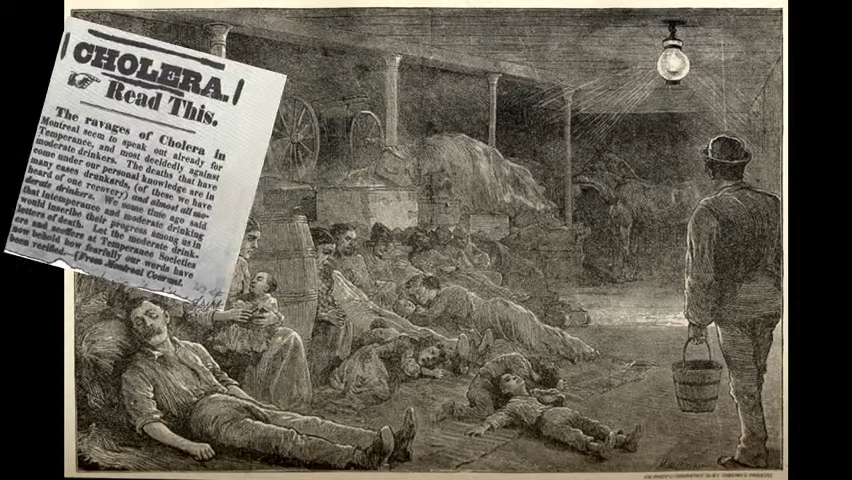 CHOLERA.
Read This.
The ravages of Cholera in
Montreal seem to speak out already for
Temperance, and most decidedly against
moderate drinkers. The deaths that have
come under our personal knowledge are in
many cases drunkards, (of these we have
heard of one recovery) and almost all mo-
derate drinkers. We some time ago said
that intemperance and moderate drinking
would inscribe their progress among us in
letters of death. Let the moderate drink-
ers and scoffers at Temperance Societies
now behold how fearfully our words have
been verified.—[From Montreal Courant.